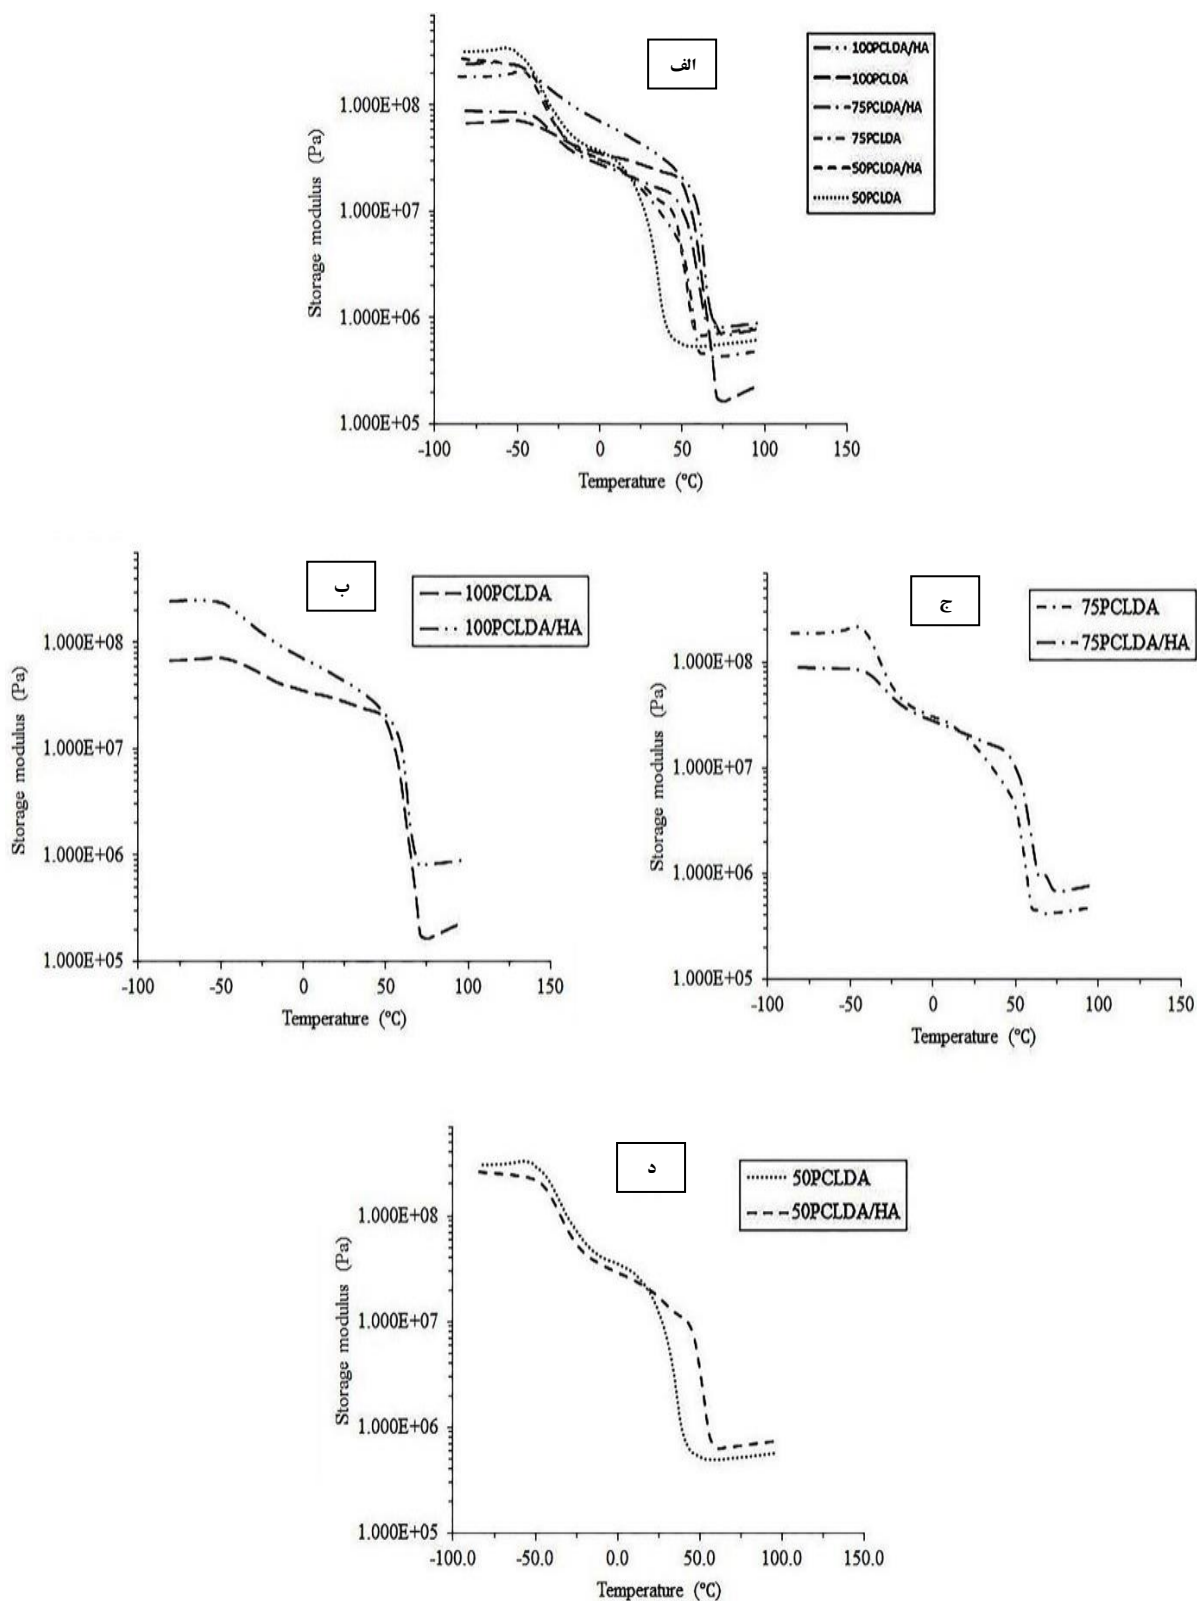 الف
100PCLDA/HA
100PCLDA
75PCLDA/HA
75PCLDA
50PCLDA/HA
50PCLDA
Storage modulus (Pa)
1.000E+08
1.000E+07
1.000E+06
1.000E+05
-100
-50
0
50
100
150
Temperature (°C)
ب
100PCLDA
100PCLDA/HA
Storage modulus (Pa)
1.000E+08
1.000E+07
1.000E+06
1.000E+05
-100
-50
0
50
100
150
Temperature (°C)
ج
75PCLDA
75PCLDA/HA
Storage modulus (Pa)
1.000E+08
1.000E+07
1.000E+06
1.000E+05
-100
-50
0
50
100
150
Temperature (°C)
د
50PCLDA
50PCLDA/HA
Storage modulus (Pa)
1.000E+08
1.000E+07
1.000E+06
1.000E+05
-100.0
-50.0
0.0
50.0
100.0
150.0
Temperature (°C)